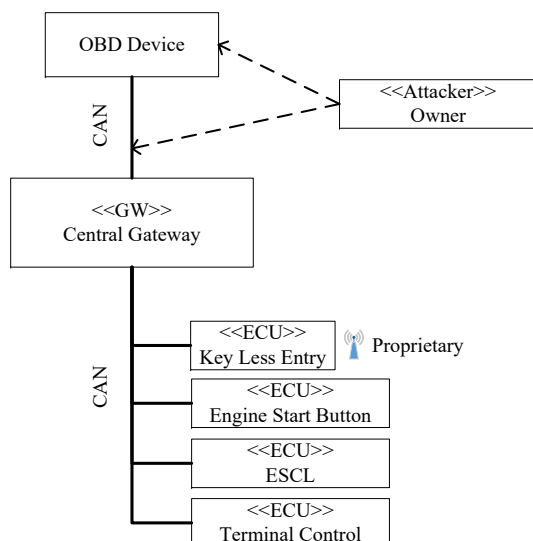 OBD Device
<<Attacker>>
Owner
CAN
<<GW>>
Central Gateway
<<ECU>>
Key Less Entry
Proprietary
CAN
<<ECU>>
Engine Start Button
<<ECU>>
ESCL
<<ECU>>
Terminal Control